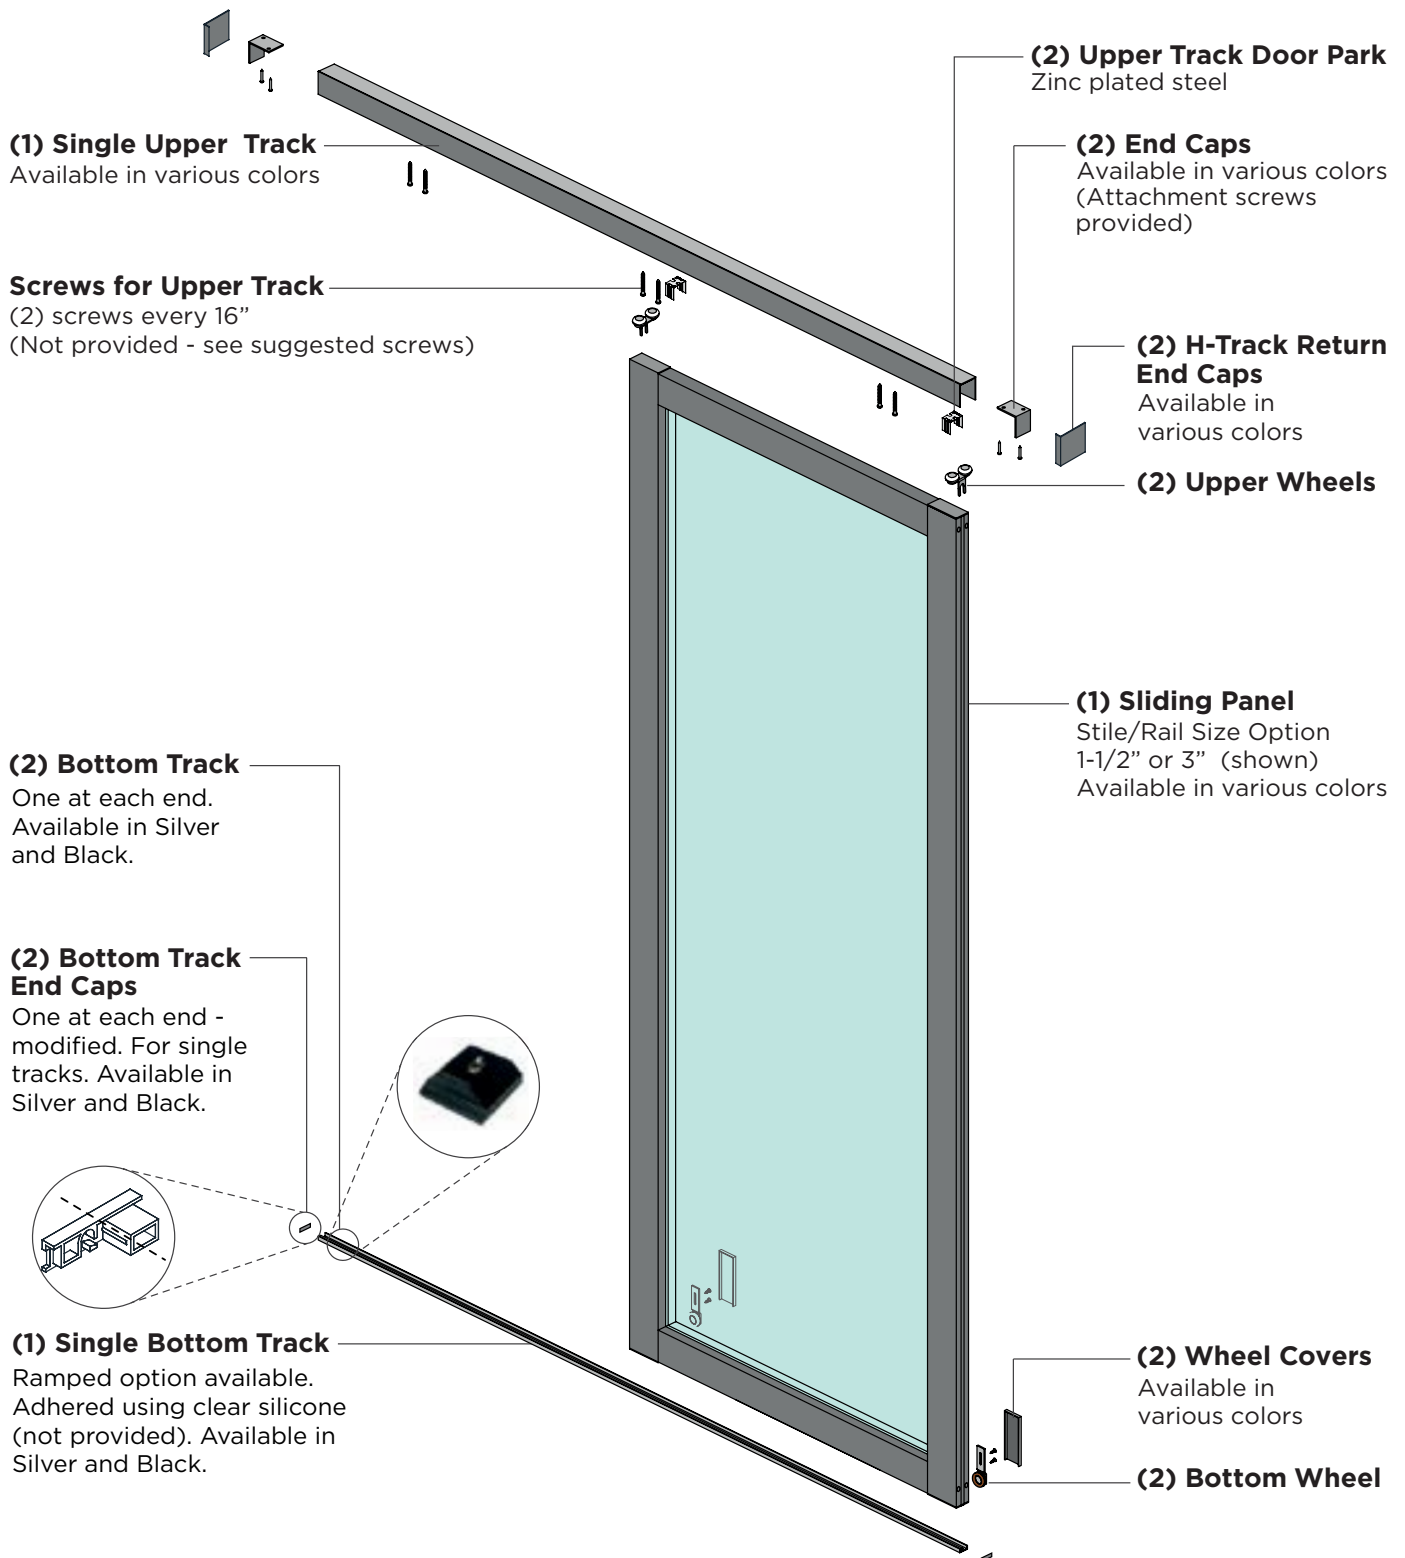 (2) Upper Track Door Park
Zinc plated steel
(1) Single Upper Track
Available in various colors
(2) End Caps
Available in various colors
(Attachment screws
provided)
Screws for Upper Track
(2) screws every 16”
(Not provided - see suggested screws)
(2) H-Track Return
End Caps
Available in
various colors
(2) Upper Wheels
(1) Sliding Panel
Stile/Rail Size Option
1-1/2” or 3” (shown)
Available in various colors
(2) Bottom Track
One at each end.
Available in Silver
and Black.
(2) Bottom Track
End Caps
One at each end -
modified. For single
tracks. Available in
Silver and Black.
(1) Single Bottom Track
Ramped option available.
Adhered using clear silicone
(not provided). Available in
Silver and Black.
(2) Wheel Covers
Available in
various colors
(2) Bottom Wheel